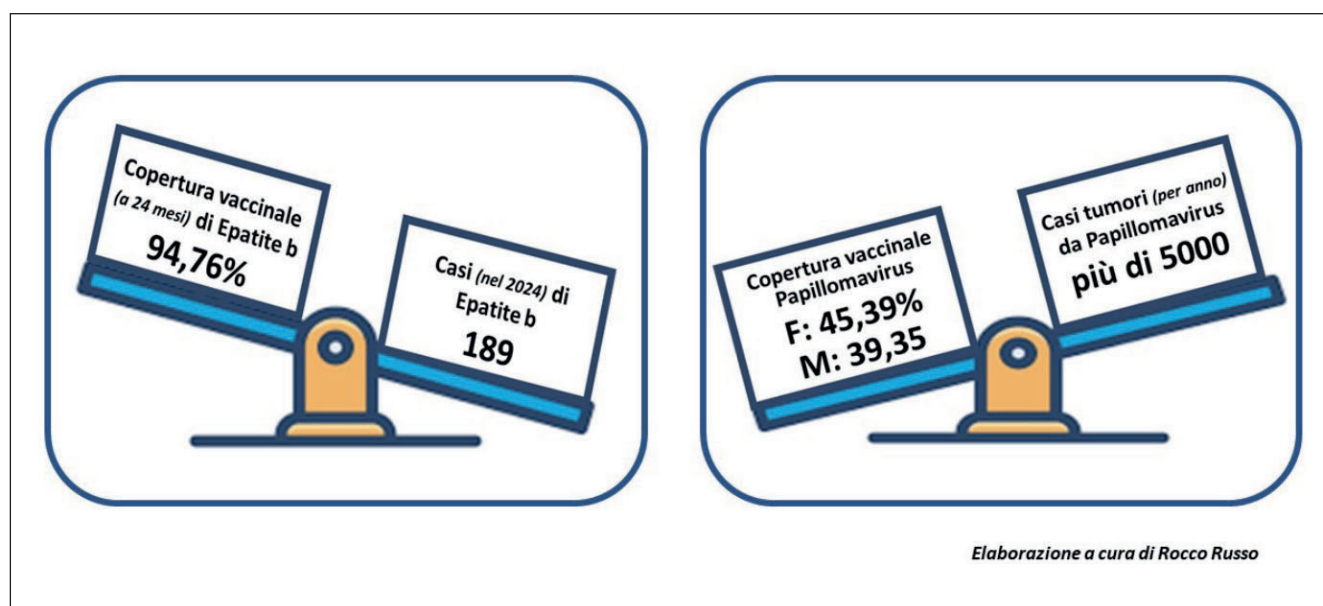 Copertura vaccinale
(a 24 mesi) di Epatite b
94,76%
Casi (nel 2024) di
Epatite b
189
Copertura vaccinale
Papillomavirus
F: 45,39%
M: 39,35
Casi tumori (per anno)
da Papillomavirus
più di 5000
Elaborazione a cura di Rocco Russo